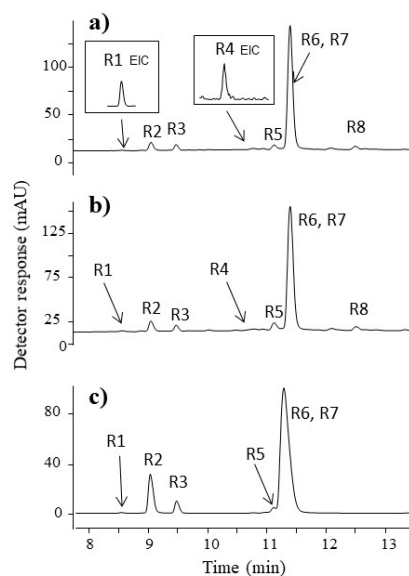 a)
R1 EIC
R4 EIC
R6, R7
150
100
50
0
R2
R3
R5
R8
b)
R6, R7
125
75
25
0
R1
R2
R3
R4
R5
R8
c)
R6, R7
80
40
0
R1
R2
R3
R5
Detector response (mAU)
8 9 10 11 12 13
Time (min)